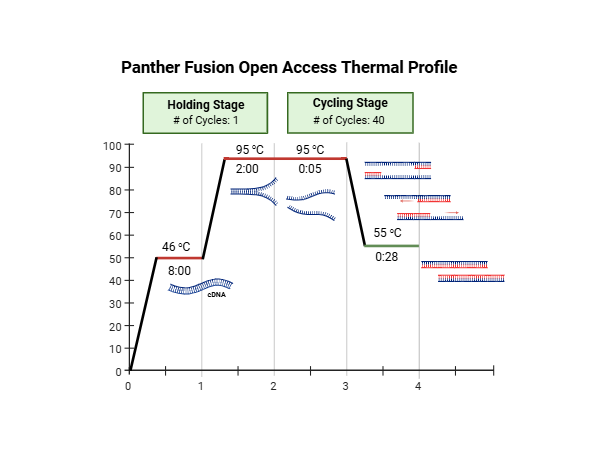 Panther Fusion Open Access Thermal Profile
Holding Stage
# of Cycles: 1
Cycling Stage
# of Cycles: 40
100
90
80
70
60
50
40
30
20
10
0
95 °C
2:00
95 °C
0:05
46 °C
8:00
cDNA
55 °C
0:28
0
1
2
3
4